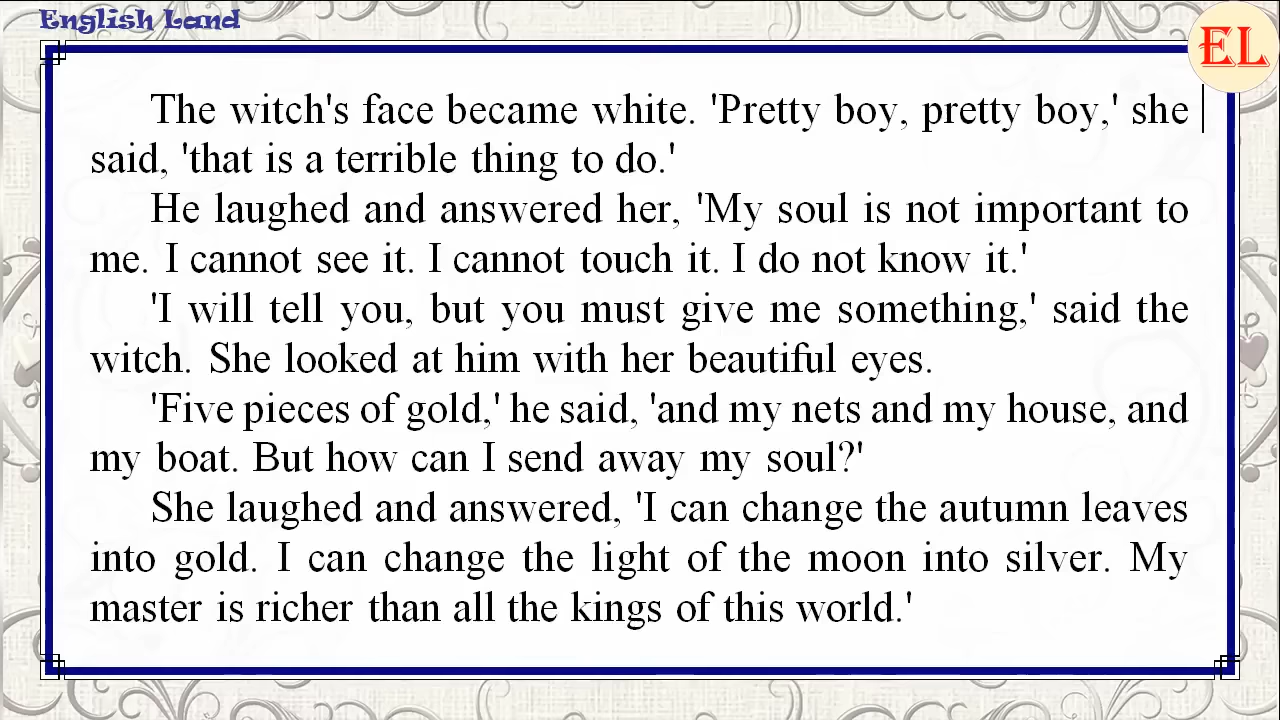 English Land
EL
The witch's face became white. 'Pretty boy, pretty boy,' she
said, 'that is a terrible thing to do.'
He laughed and answered her, 'My soul is not important to
me. I cannot see it. I cannot touch it. I do not know it.'
'I will tell you, but you must give me something,' said the
witch. She looked at him with her beautiful eyes.
'Five pieces of gold,' he said, 'and my nets and my house, and
my boat. But how can I send away my soul?'
She laughed and answered, 'I can change the autumn leaves
into gold. I can change the light of the moon into silver. My
master is richer than all the kings of this world.'